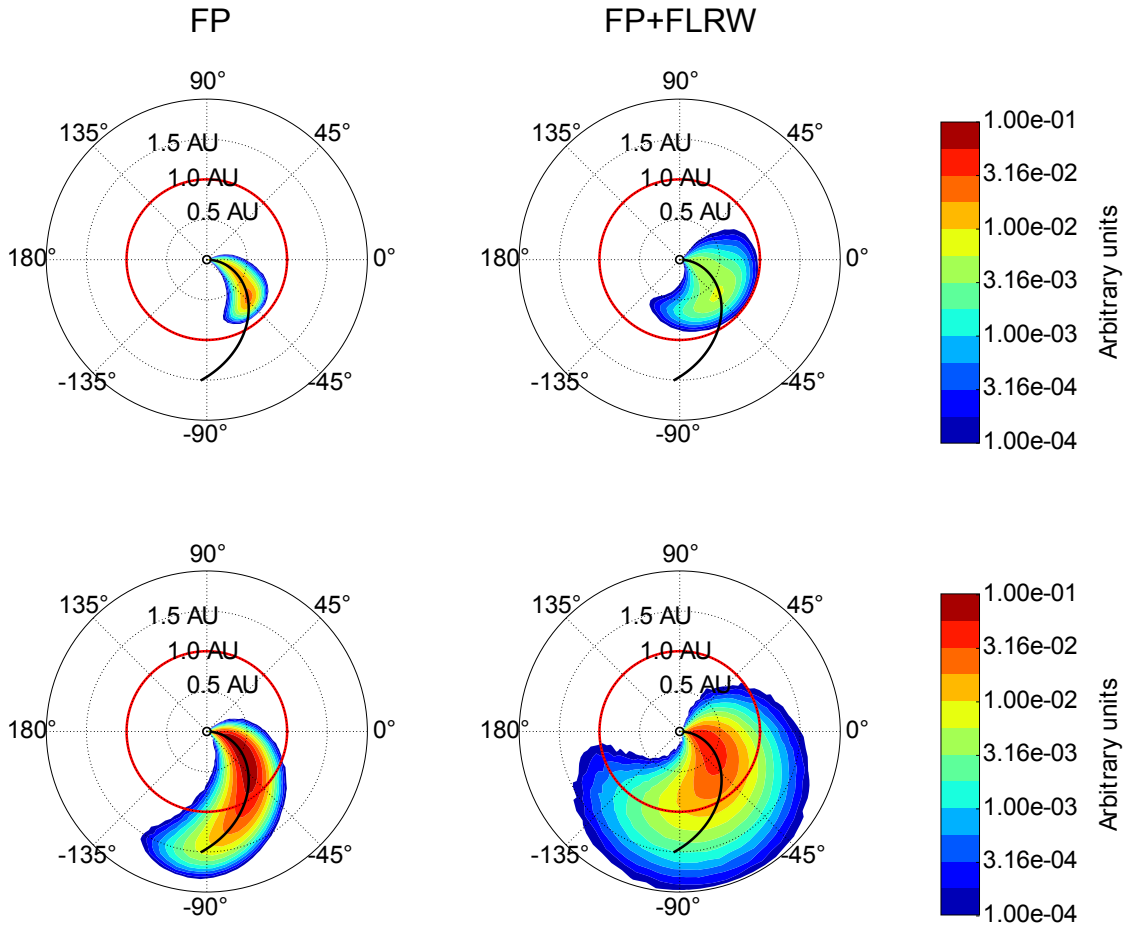 FP
FP+FLRW
90°
90°
135°
45°
135°
45°
1.00e-01
1.5 AU
1.5 AU
3.16e-02
1.0 AU
1.0 AU
0.5 AU
0.5 AU
1.00e-02
180°
0°
180°
0°
3.16e-03
1.00e-03
-135°
-45°
-135°
-45°
3.16e-04
-90°
-90°
1.00e-04
Arbitrary units
90°
90°
135°
45°
135°
45°
1.00e-01
1.5 AU
1.5 AU
3.16e-02
1.0 AU
1.0 AU
0.5 AU
0.5 AU
1.00e-02
180°
0°
180°
0°
3.16e-03
1.00e-03
-135°
-45°
-135°
-45°
3.16e-04
-90°
-90°
1.00e-04
Arbitrary units